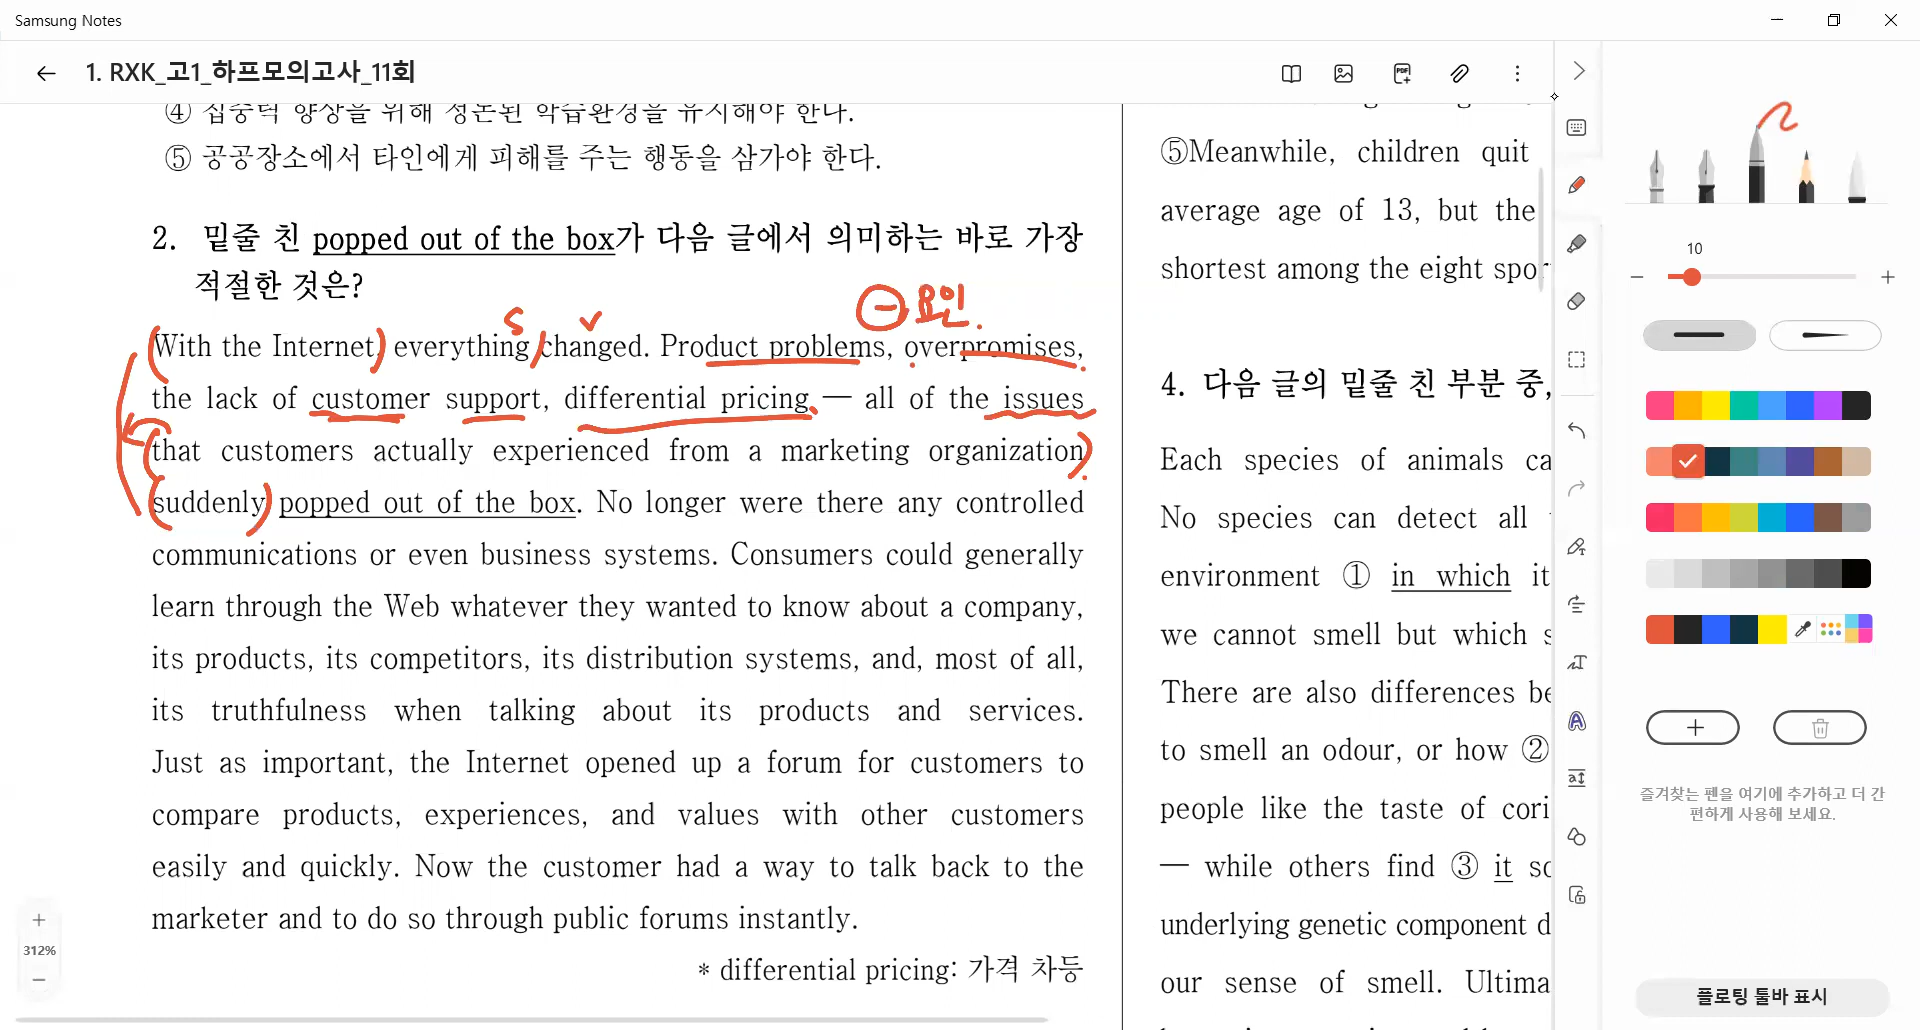 Samsung Notes
1. RXK_고1_하프모의고사_11회
④ 집중력 향상을 위해 정돈된 학습환경을 유지해야 한다.
⑤ 공공장소에서 타인에게 피해를 주는 행동을 삼가야 한다.
2. 밑줄 친 popped out of the box가 다음 글에서 의미하는 바로 가장
적절한 것은?
⊖ 요인.
S
V
With the Internet, everything changed. Product problems, overpromises,
the lack of customer support, differential pricing — all of the issues
that customers actually experienced from a marketing organization
suddenly popped out of the box. No longer were there any controlled
communications or even business systems. Consumers could generally
learn through the Web whatever they wanted to know about a company,
its products, its competitors, its distribution systems, and, most of all,
its truthfulness when talking about its products and services.
Just as important, the Internet opened up a forum for customers to
compare products, experiences, and values with other customers
easily and quickly. Now the customer had a way to talk back to the
marketer and to do so through public forums instantly.
* differential pricing: 가격 차등
⑤Meanwhile, children quit
average age of 13, but the
shortest among the eight spor
4. 다음 글의 밑줄 친 부분 중,
Each species of animals ca
No species can detect all
environment ① in which it
we cannot smell but which s
There are also differences be
to smell an odour, or how ②
people like the taste of cori
— while others find ③ it so
underlying genetic component d
our sense of smell. Ultima
10
즐겨찾는 펜을 여기에 추가하고 더 간
편하게 사용해 보세요.
플로팅 툴바 표시
312%